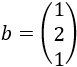 b = (1
2
1)